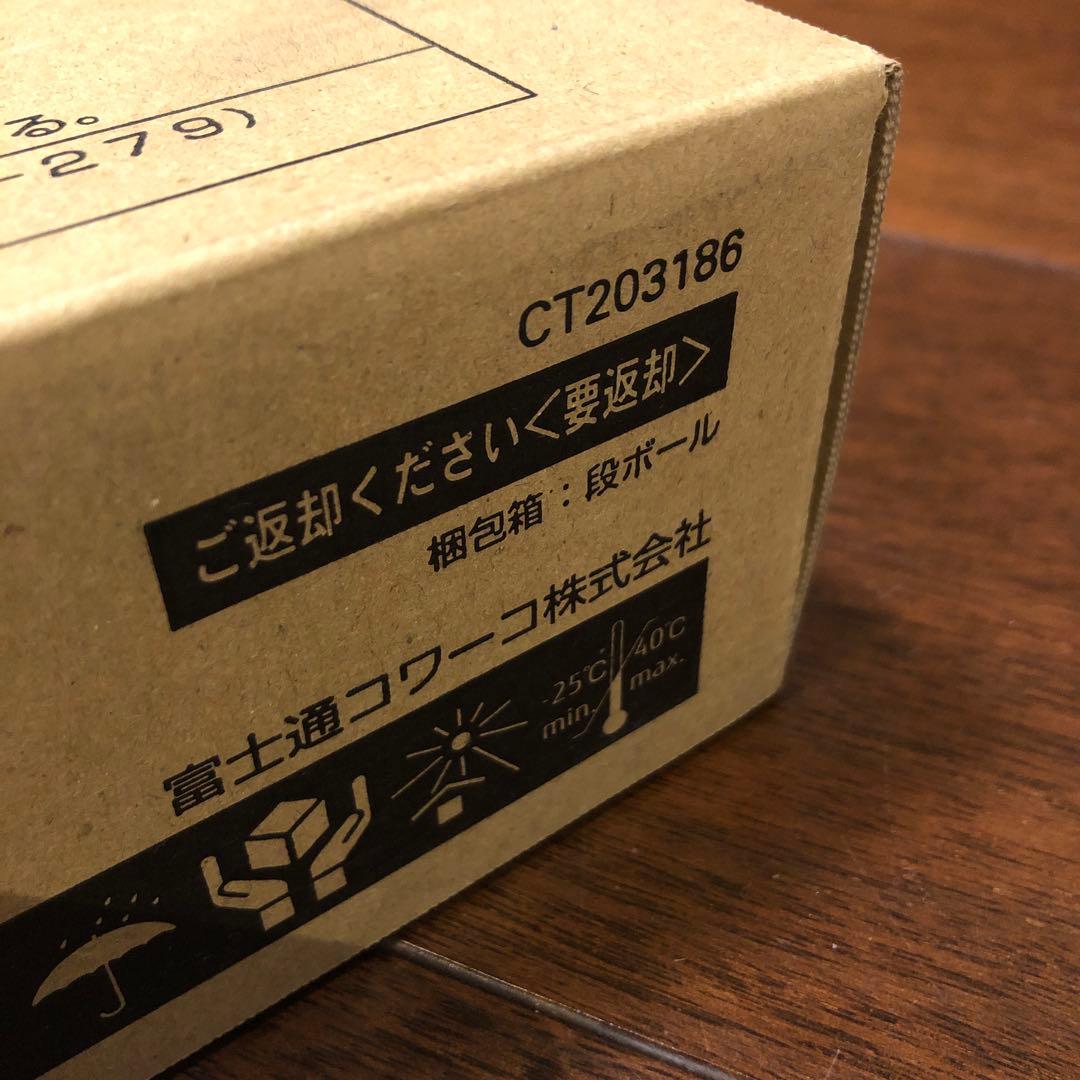 る。
-279)
CT203186
ご返却ください<要返却>
梱包箱:段ボール
富士通コワーコ株式会社
-25℃ min.
40℃ max.